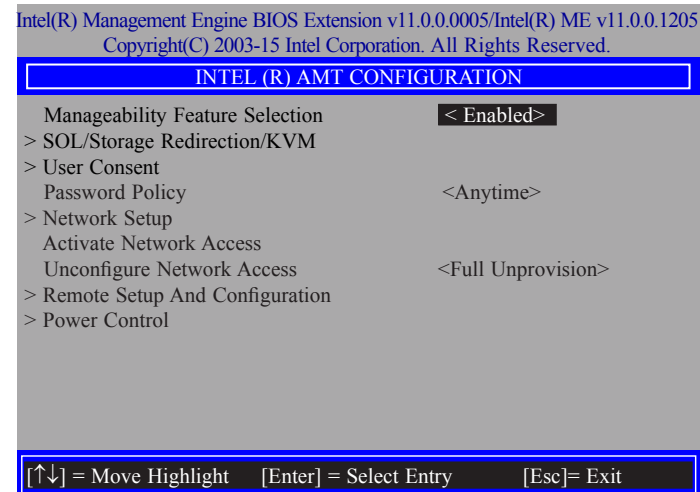 Intel(R) Management Engine BIOS Extension v11.0.0.0005/Intel(R) ME v11.0.0.1205
Copyright(C) 2003-15 Intel Corporation. All Rights Reserved.
INTEL (R) AMT CONFIGURATION
Manageability Feature Selection < Enabled>
> SOL/Storage Redirection/KVM
> User Consent
Password Policy <Anytime>
> Network Setup
Activate Network Access
Unconfigure Network Access <Full Unprovision>
> Remote Setup And Configuration
> Power Control
[↑↓] = Move Highlight [Enter] = Select Entry [Esc]= Exit